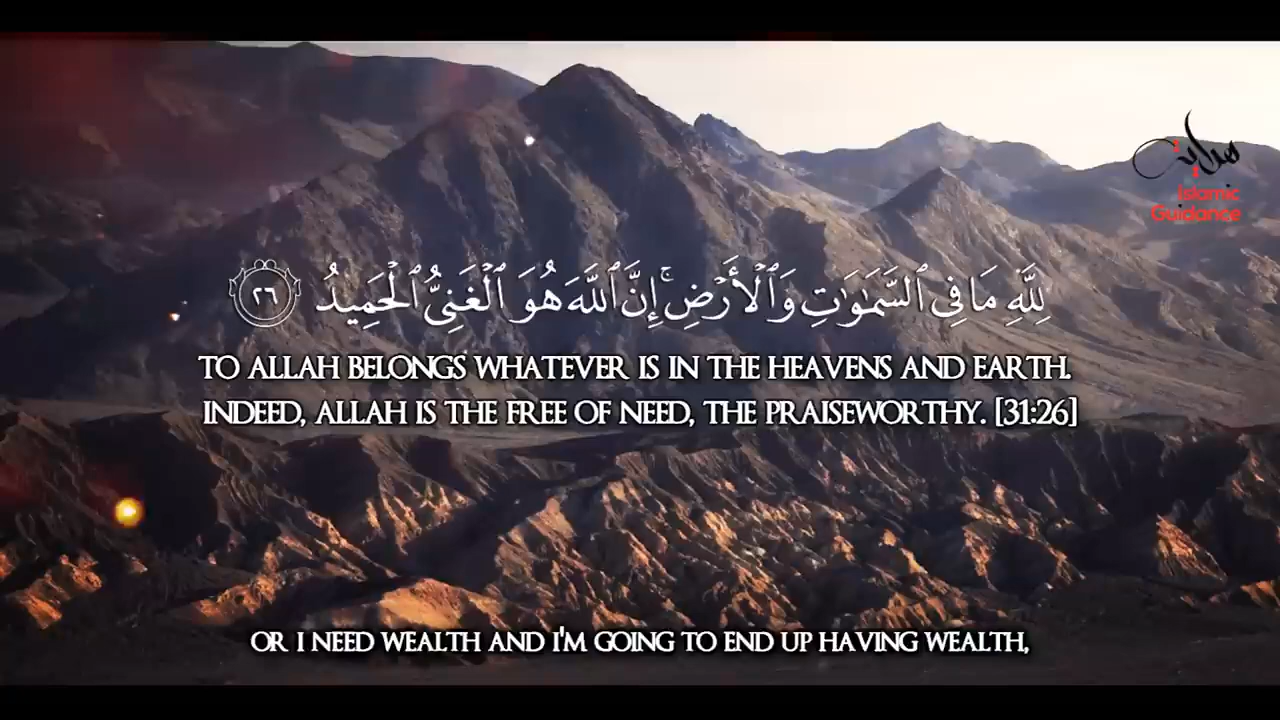 هداية
Islamic
Guidance
لِلَّهِ مَا فِى ٱلسَّمَٰوَٰتِ وَٱلْأَرْضِ ۚ إِنَّ ٱللَّهَ هُوَ ٱلْغَنِىُّ ٱلْحَمِيدُ ٢٦
TO ALLAH BELONGS WHATEVER IS IN THE HEAVENS AND EARTH.
INDEED, ALLAH IS THE FREE OF NEED, THE PRAISEWORTHY. [31:26]
OR I NEED WEALTH AND I'M GOING TO END UP HAVING WEALTH,